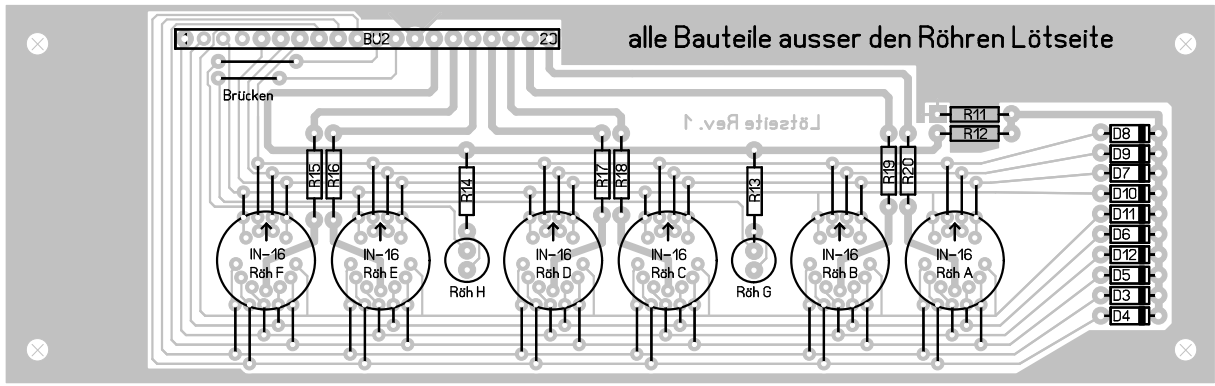 1 BU2 20
alle Bauteile ausser den Röhren Lötseite
Brücken
R11
R12
Lötseite Rev. 1
D8
D9
D7
D10
D11
D6
D12
D5
D3
D4
R15
R16
R14
R17
R18
R13
R19
R20
IN-16
Röh F
IN-16
Röh E
Röh H
IN-16
Röh D
IN-16
Röh C
Röh G
IN-16
Röh B
IN-16
Röh A